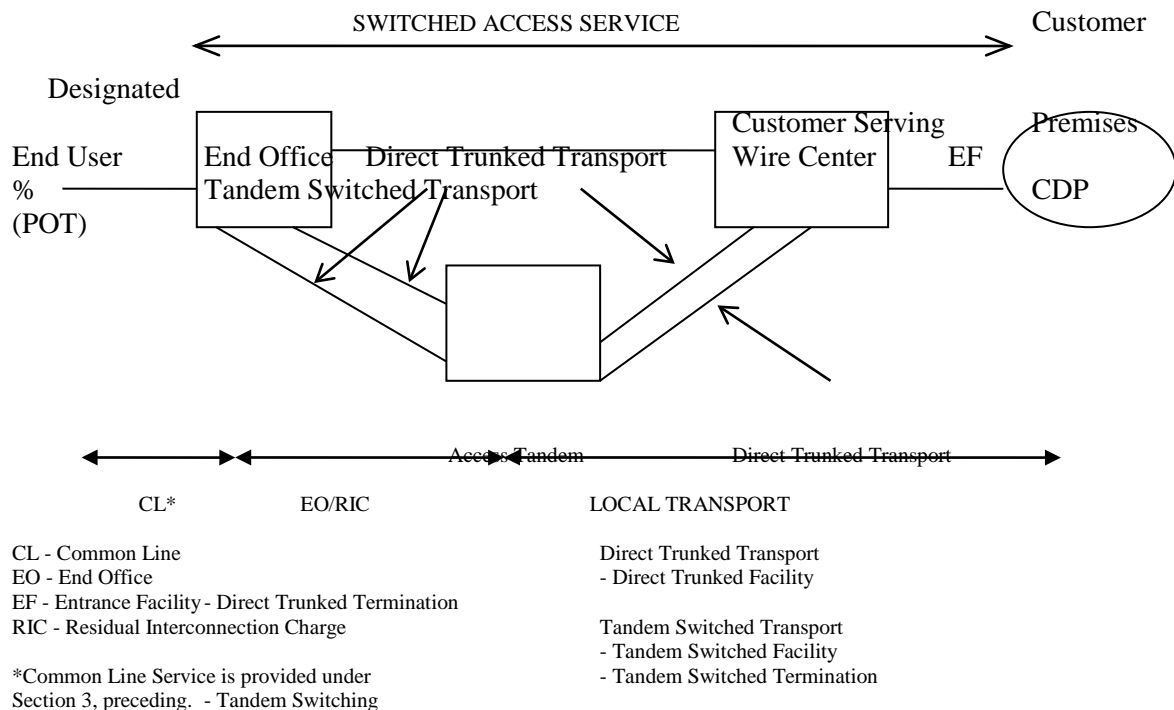 SWITCHED ACCESS SERVICE Customer
Designated
Customer Serving Premises
End User End Office Direct Trunked Transport Wire Center EF
% Tandem Switched Transport CDP
(POT)
Access Tandem Direct Trunked Transport
CL* EO/RIC LOCAL TRANSPORT
CL - Common Line Direct Trunked Transport
EO - End Office - Direct Trunked Facility
EF - Entrance Facility - Direct Trunked Termination
RIC - Residual Interconnection Charge Tandem Switched Transport
- Tandem Switched Facility
*Common Line Service is provided under - Tandem Switched Termination
Section 3, preceding. - Tandem Switching